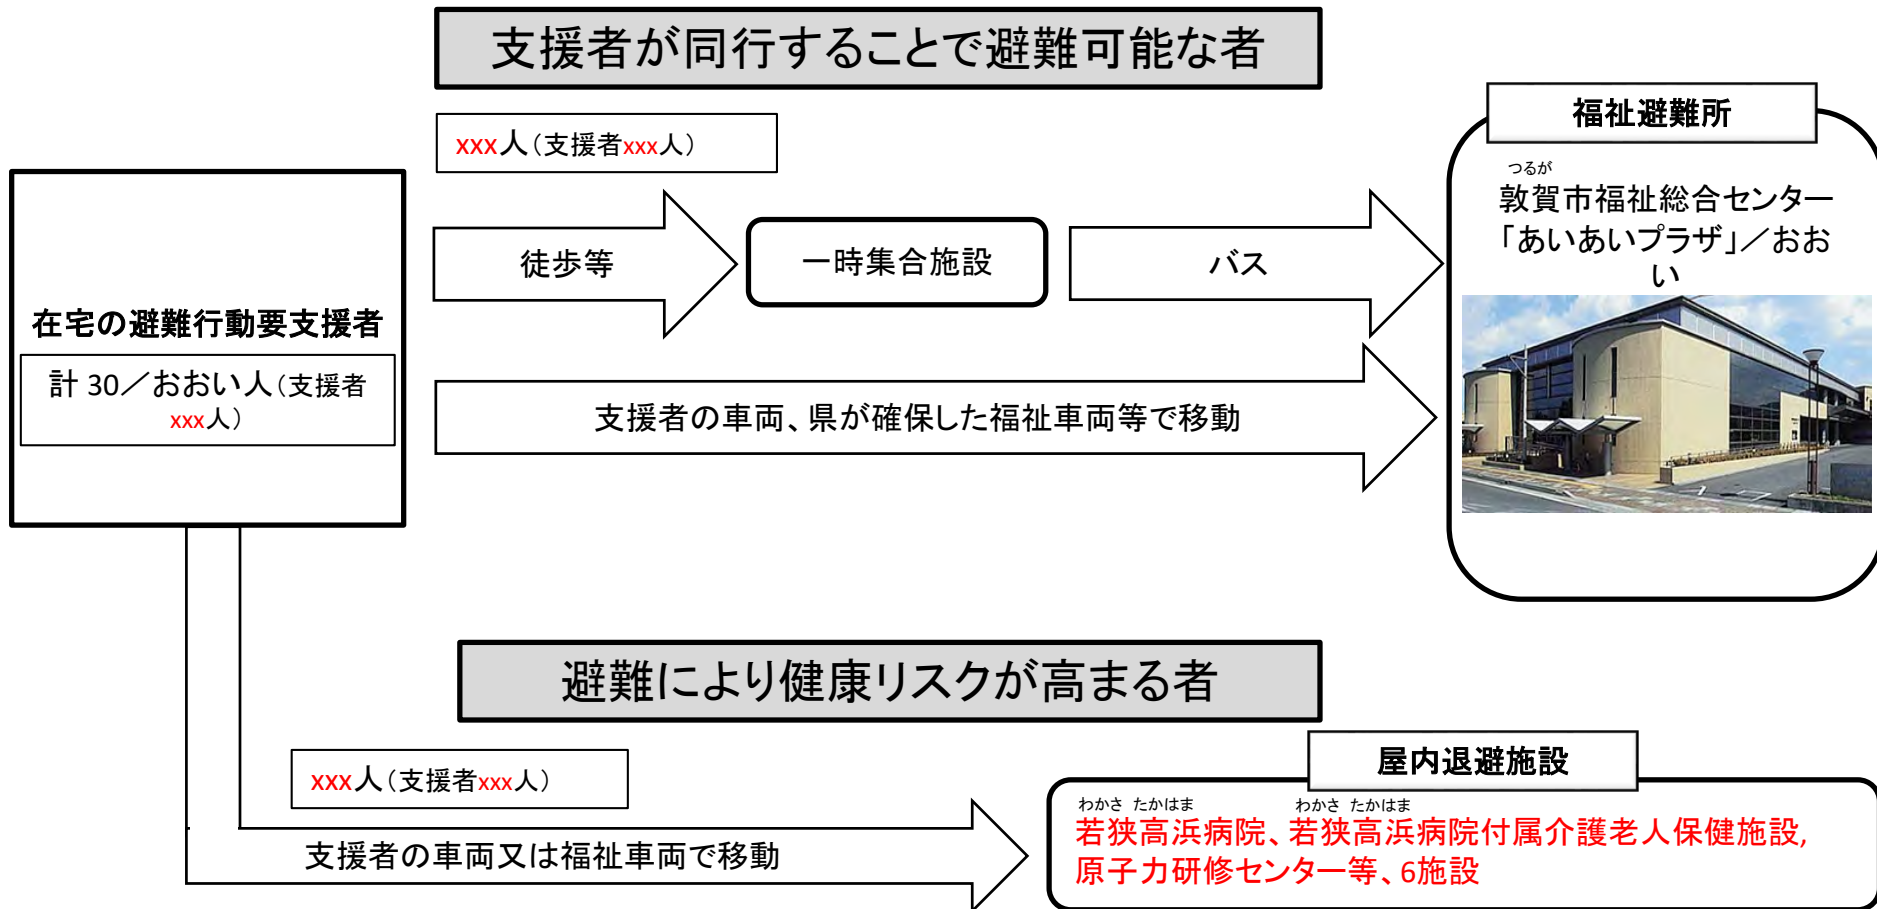 支援者が同行することで避難可能な者
xxx人(支援者xxx人)
福祉避難所
つるが
敦賀市福祉総合センター
「あいあいプラザ」/おお
い
徒歩等
一時集合施設
バス
在宅の避難行動要支援者
計 30/おおい人(支援者
xxx人)
支援者の車両、県が確保した福祉車両等で移動
避難により健康リスクが高まる者
xxx人(支援者xxx人)
支援者の車両又は福祉車両で移動
屋内退避施設
わかさ たかはま わかさ たかはま
若狭高浜病院、若狭高浜病院付属介護老人保健施設,
原子力研修センター等、6施設